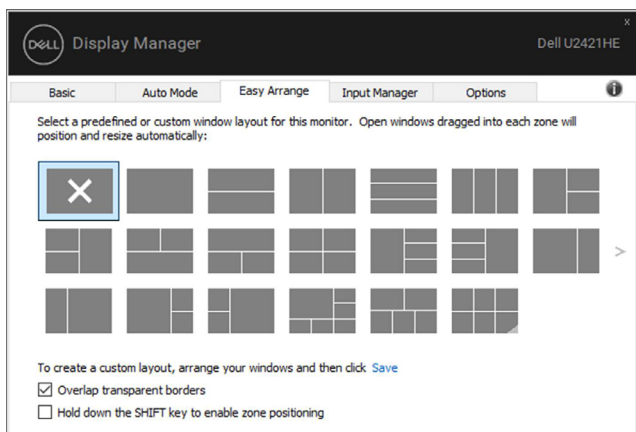 x
DELL Display Manager
Dell U2421HE
Basic Auto Mode Easy Arrange Input Manager Options
Select a predefined or custom window layout for this monitor. Open windows dragged into each zone will
position and resize automatically:
>
To create a custom layout, arrange your windows and then click Save
Overlap transparent borders
Hold down the SHIFT key to enable zone positioning